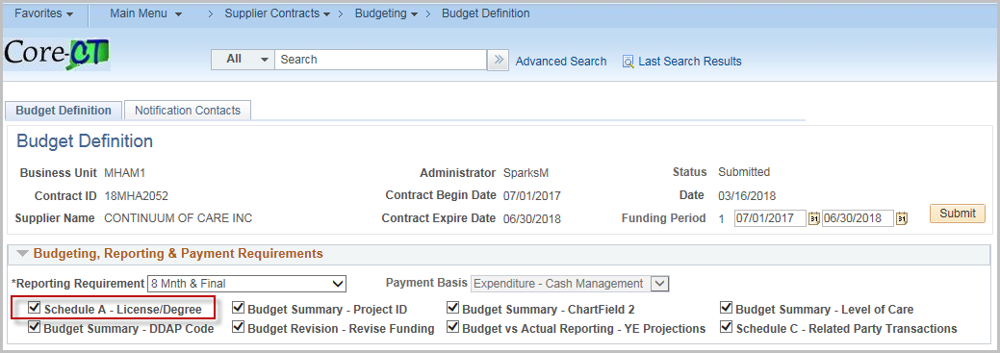 Favorites Main Menu Supplier Contracts Budgeting Budget Definition
Core-CT All Search Advanced Search Last Search Results
Budget Definition Notification Contacts
Budget Definition
Business Unit MHAM1 Administrator SparksM Status Submitted
Contract ID 18MHA2052 Contract Begin Date 07/01/2017 Date 03/16/2018
Supplier Name CONTINUUM OF CARE INC Contract Expire Date 06/30/2018 Funding Period 1 07/01/2017 31 06/30/2018 31 Submit
Budgeting, Reporting & Payment Requirements
*Reporting Requirement 8 Mnth & Final Payment Basis Expenditure - Cash Management
Schedule A - License/Degree Budget Summary - Project ID Budget Summary - ChartField 2 Budget Summary - Level of Care
Budget Summary - DDAP Code Budget Revision - Revise Funding Budget vs Actual Reporting - YE Projections Schedule C - Related Party Transactions